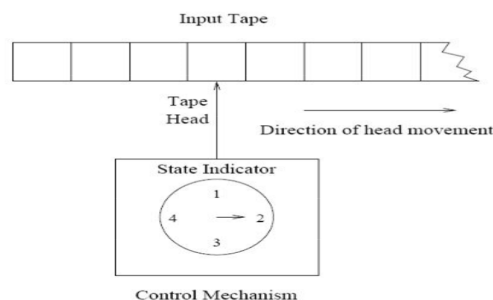 Input Tape
Tape
Head
Direction of head movement
State Indicator
1
4 2
3
Control Mechanism